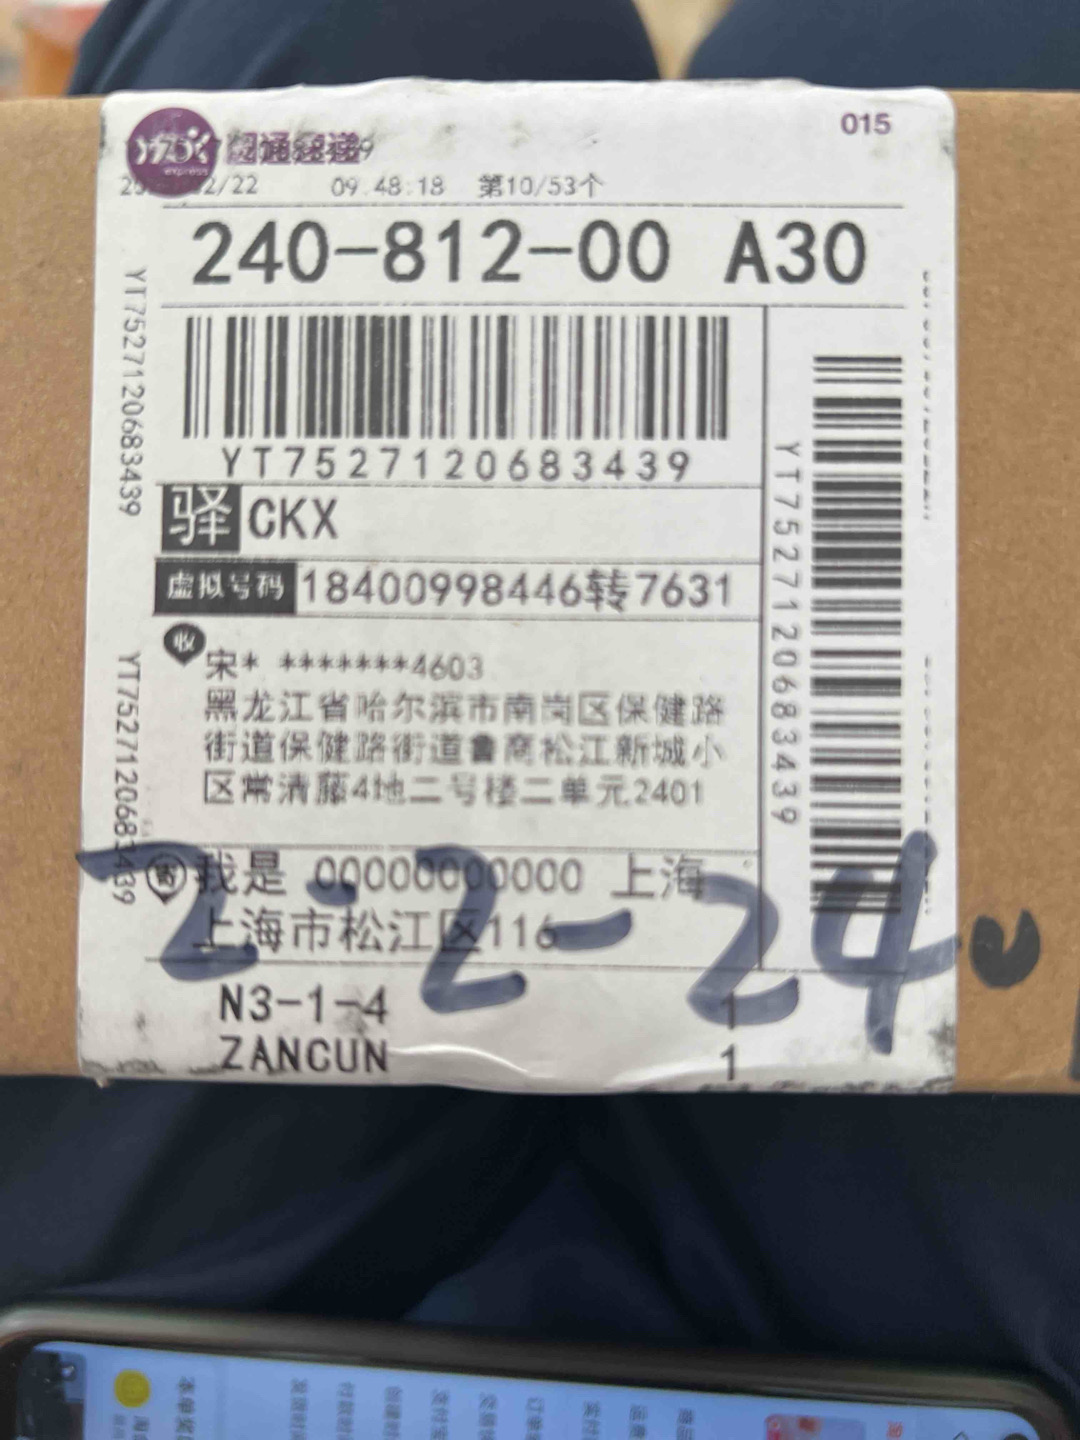 圆通速递
express
015
09:48:18 第10/53个
240-812-00 A30
YT7527120683439
YT7527120683439
驿 CKX
虚拟号码 18400998446转7631
YT7527120683439
收 宋* *******4603
黑龙江省哈尔滨市南岗区保健路
街道保健路街道鲁商松江新城小
区常清藤4地二号楼二单元2401
YT7527120683439
寄 我是 00000000000 上海
上海市松江区116
2·2-24
N3-1-4 1
ZANCUN 1